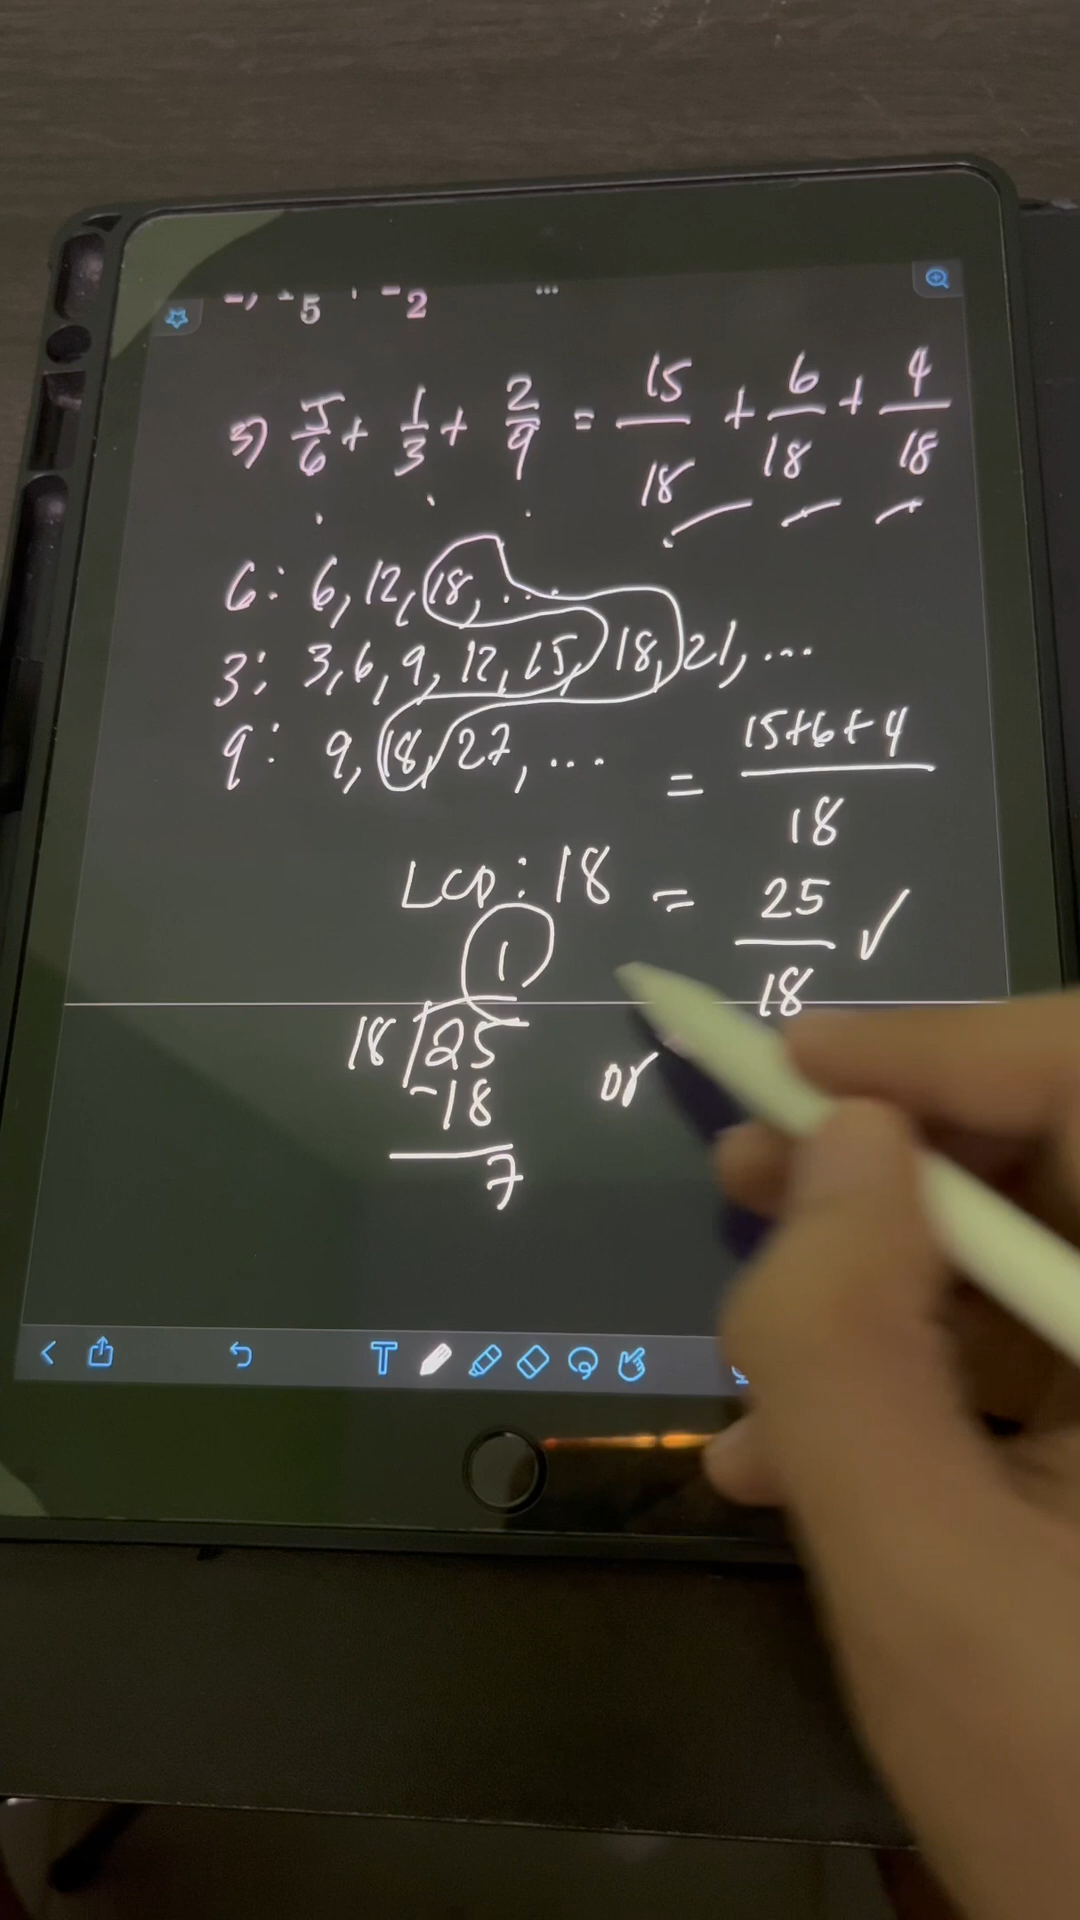 5 2
...
3) 5/6 + 1/3 + 2/9 = 15/18 + 6/18 + 4/18
6: 6, 12, 18, ...
3: 3, 6, 9, 12, 15, 18, 21, ...
9: 9, 18, 27, ...
= 15+6+4/18
LCD: 18
= 25/18 ✓
1
18 25
-18
7
or
T